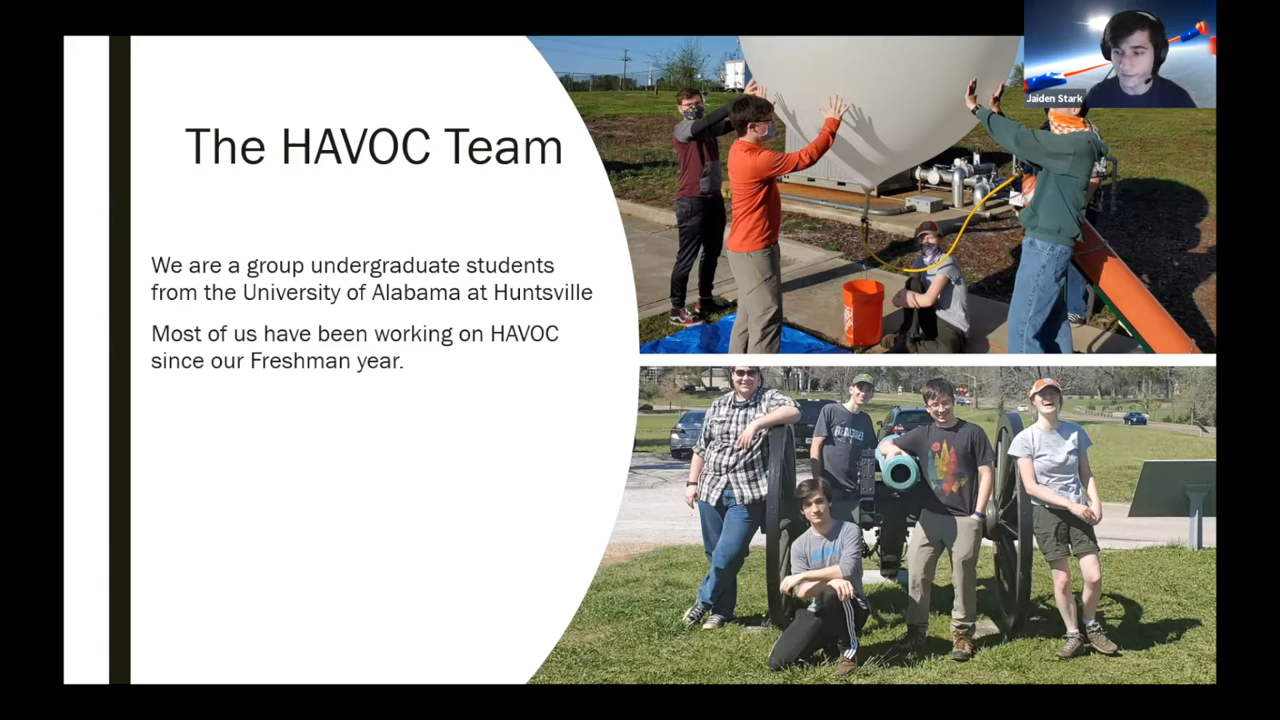 The HAVOC Team
We are a group undergraduate students
from the University of Alabama at Huntsville
Most of us have been working on HAVOC
since our Freshman year.
Jaiden Stark